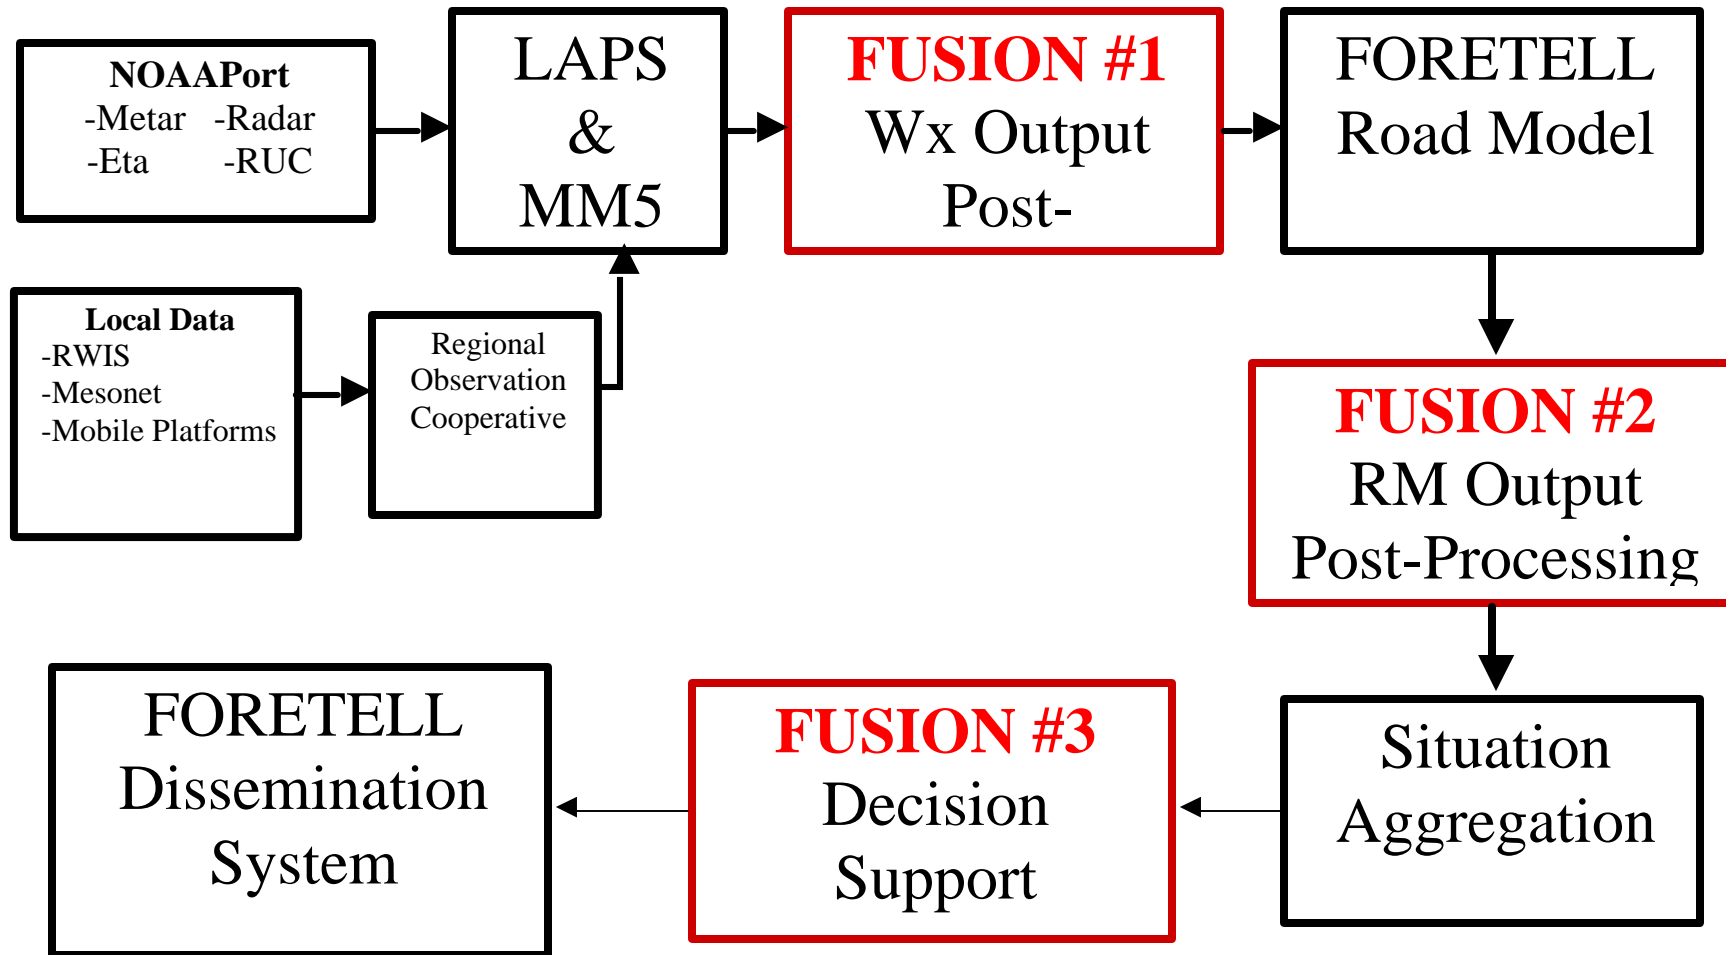 NOAAPort
-Metar -Radar
-Eta -RUC
LAPS
&
MM5
FUSION #1
Wx Output
Post-
FORETELL
Road Model
Local Data
-RWIS
-Mesonet
-Mobile Platforms
Regional
Observation
Cooperative
FUSION #2
RM Output
Post-Processing
Situation
Aggregation
FUSION #3
Decision
Support
FORETELL
Dissemination
System